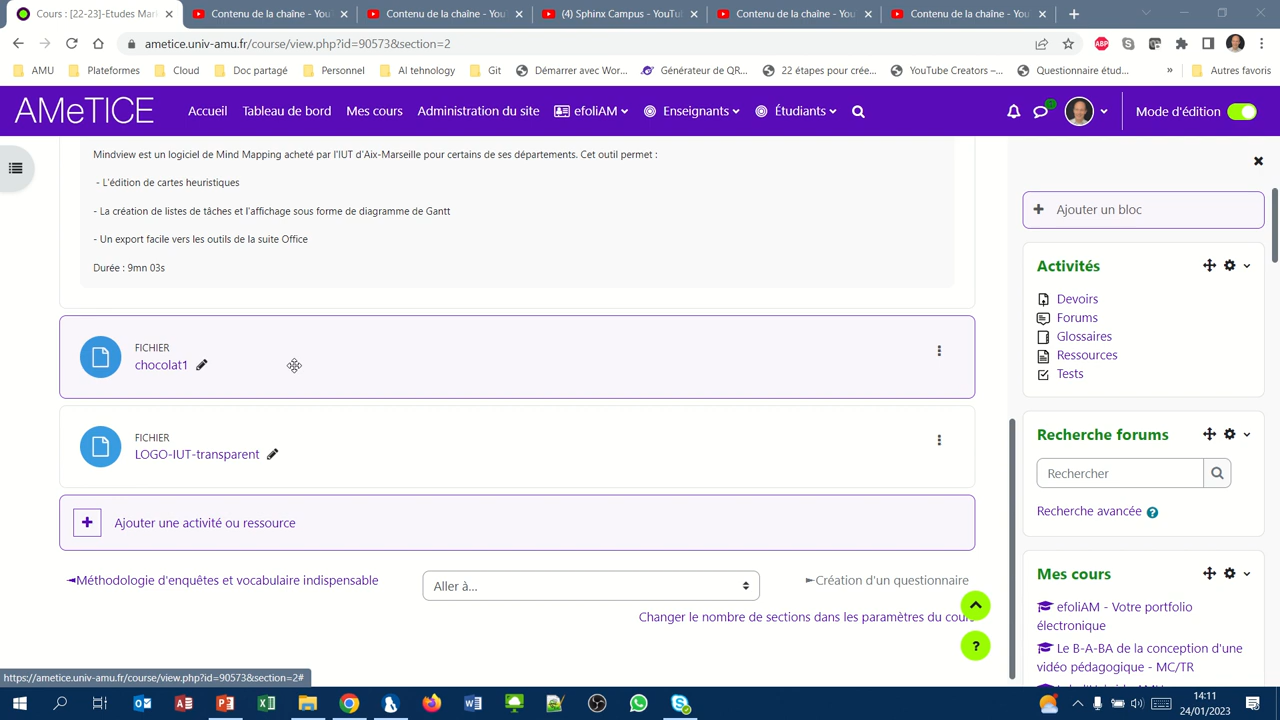 Cours : [22-23]-Etudes Mark
Contenu de la chaîne - You
Contenu de la chaîne - YouT
(4) Sphinx Campus - YouTu
Contenu de la chaîne - YouT
Contenu de la chaîne - You
ametice.univ-amu.fr/course/view.php?id=90573&section=2
ABP
AMU
Plateformes
Cloud
Doc partagé
Personnel
AI tehnology
Git
Démarrer avec Wor...
Générateur de QR...
22 étapes pour crée...
YouTube Creators –...
Questionnaire étud...
»
Autres favoris
AMeTICE
Accueil
Tableau de bord
Mes cours
Administration du site
efoliAM
Enseignants
Étudiants
Mode d'édition
Mindview est un logiciel de Mind Mapping acheté par l'IUT d'Aix-Marseille pour certains de ses départements. Cet outil permet :
- L'édition de cartes heuristiques
- La création de listes de tâches et l'affichage sous forme de diagramme de Gantt
- Un export facile vers les outils de la suite Office
Durée : 9mn 03s
FICHIER
chocolat1
FICHIER
LOGO-IUT-transparent
Ajouter une activité ou ressource
◄Méthodologie d'enquêtes et vocabulaire indispensable
Aller à...
►Création d'un questionnaire
Changer le nombre de sections dans les paramètres du cours
?
Ajouter un bloc
Activités
Devoirs
Forums
Glossaires
Ressources
Tests
Recherche forums
Rechercher
Recherche avancée
Mes cours
efoliAM - Votre portfolio
électronique
Le B-A-BA de la conception d'une
vidéo pédagogique - MC/TR
https://ametice.univ-amu.fr/course/view.php?id=90573&section=2#
14:11
24/01/2023